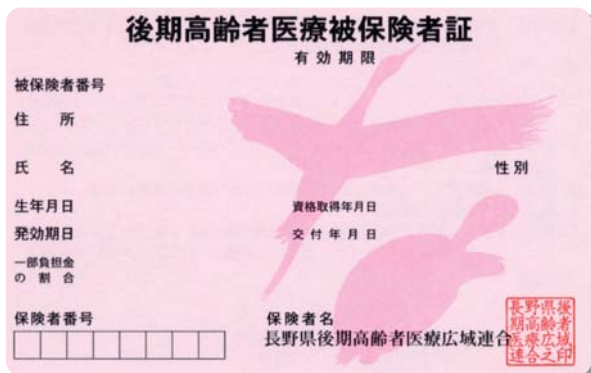 後期高齢者医療被保険者証
有効期限
被保険者番号
住所
氏名 性別
生年月日 資格取得年月日
発効期日 交付年月日
一部負担金
の割合
保険者番号 保険者名
長野県後期高齢者医療広域連合
長野県後
期高齢者
医療広域
連合之印